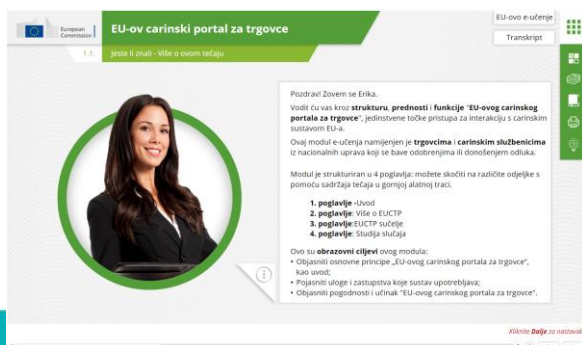 European
Commission
EU-ov carinski portal za trgovce
EU-ovo e-učenje
Transkript
1.1. Jeste li znali - Više o ovom tečaju
Pozdrav! Zovem se Erika.
Vodit ću vas kroz strukturu, prednosti i funkcije "EU-ovog carinskog
portala za trgovce", jedinstvene točke pristupa za interakciju s carinskim
sustavom EU-a.
Ovaj modul e-učenja namijenjen je trgovcima i carinskim službenicima
iz nacionalnih uprava koji se bave odobrenjima ili donošenjem odluka.
Modul je strukturiran u 4 poglavlja: možete skočiti na različite odjeljke s
pomoću sadržaja tečaja u gornjoj alatnoj traci.
1. poglavlje -Uvod
2. poglavlje: Više o EUCTP
3. poglavlje:EUCTP sučelje
4. poglavlje: Studija slučaja
Ovo su obrazovni ciljevi ovog modula:
• Objasniti osnovne principe „EU-ovog carinskog portala za trgovce",
kao uvod;
• Pojasniti uloge i zastupstva koje sustav upotrebljava;
• Objasniti pogodnosti i učinak "EU-ovog carinskog portala za trgovce".
Kliknite Dalje za nastavak